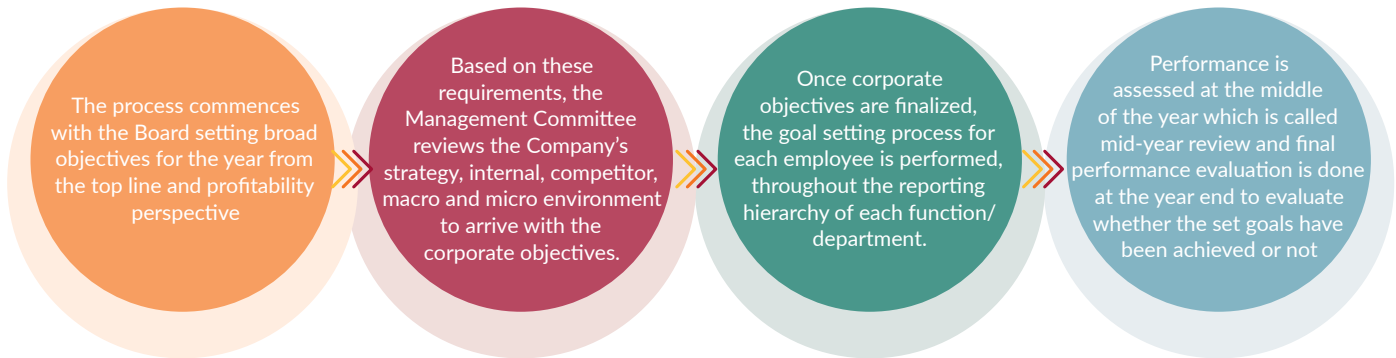 The process commences
with the Board setting broad
objectives for the year from
the top line and profitability
perspective
Based on these
requirements, the
Management Committee
reviews the Company's
strategy, internal, competitor,
macro and micro environment
to arrive with the
corporate objectives.
Once corporate
objectives are finalized,
the goal setting process for
each employee is performed,
throughout the reporting
hierarchy of each function/
department.
Performance is
assessed at the middle
of the year which is called
mid-year review and final
performance evaluation is done
at the year end to evaluate
whether the set goals have
been achieved or not